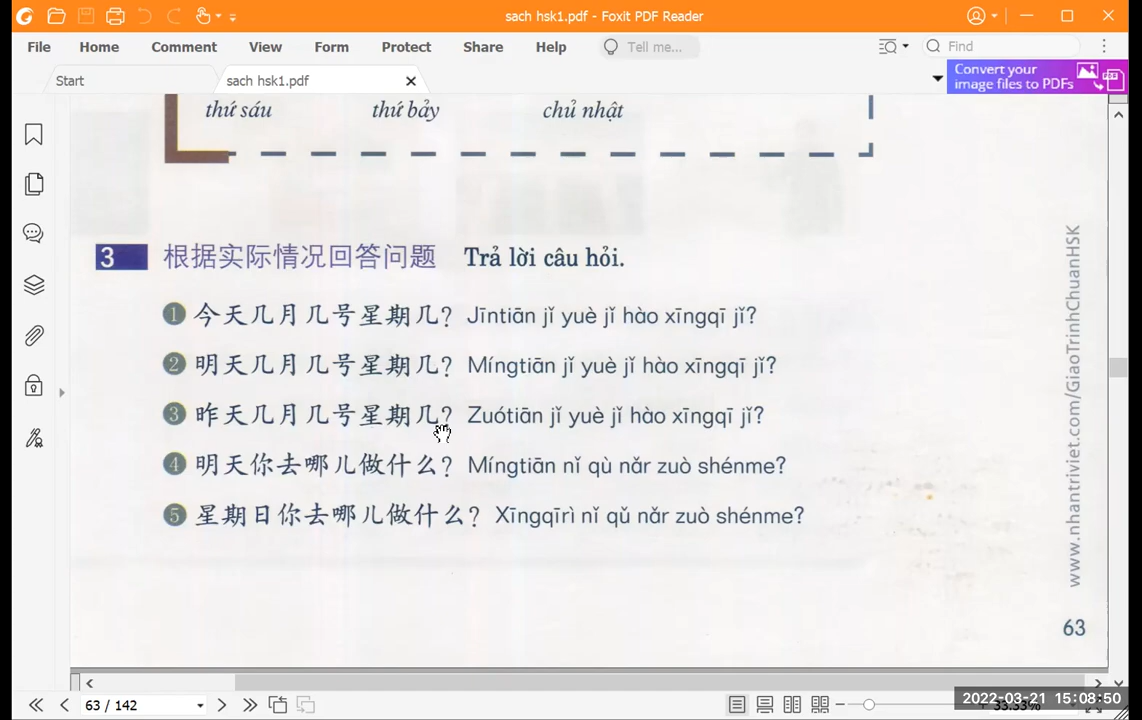 sach hsk1.pdf - Foxit PDF Reader
File Home Comment View Form Protect Share Help Tell me... Find
Start sach hsk1.pdf
Convert your
image files to PDFs
thứ sáu thứ bảy chủ nhật
3 根据实际情况回答问题 Trả lời câu hỏi.
1 今天几月几号星期几? Jīntiān jǐ yuè jǐ hào xīngqī jǐ?
2 明天几月几号星期几? Míngtiān jǐ yuè jǐ hào xīngqī jǐ?
3 昨天几月几号星期几? Zuótiān jǐ yuè jǐ hào xīngqī jǐ?
4 明天你去哪儿做什么? Míngtiān nǐ qù nǎr zuò shénme?
5 星期日你去哪儿做什么? Xīngqīrì nǐ qǔ nǎr zuò shénme?
www.nhantriviet.com/GiaoTrinhChuanHSK
63
63 / 142
2022-03-21 15:08:50
33.33%